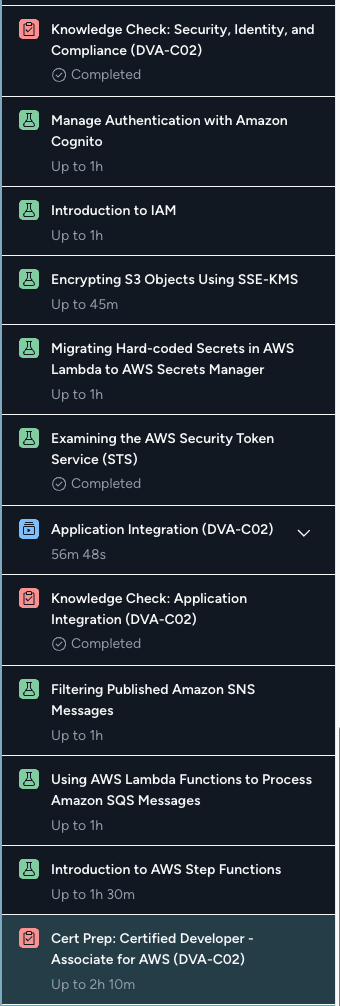 Knowledge Check: Security, Identity, and
Compliance (DVA-C02)
Completed
Manage Authentication with Amazon
Cognito
Up to 1h
Introduction to IAM
Up to 1h
Encrypting S3 Objects Using SSE-KMS
Up to 45m
Migrating Hard-coded Secrets in AWS
Lambda to AWS Secrets Manager
Up to 1h
Examining the AWS Security Token
Service (STS)
Completed
Application Integration (DVA-C02)
56m 48s
Knowledge Check: Application
Integration (DVA-C02)
Completed
Filtering Published Amazon SNS
Messages
Up to 1h
Using AWS Lambda Functions to Process
Amazon SQS Messages
Up to 1h
Introduction to AWS Step Functions
Up to 1h 30m
Cert Prep: Certified Developer -
Associate for AWS (DVA-C02)
Up to 2h 10m